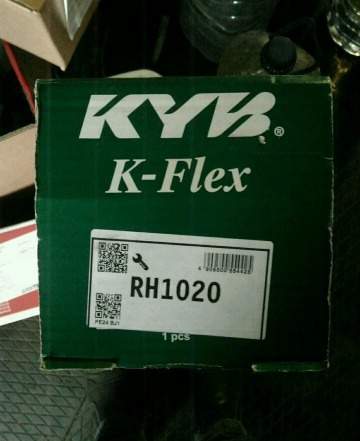 KYB®
K-Flex
RH1020
1 pcs